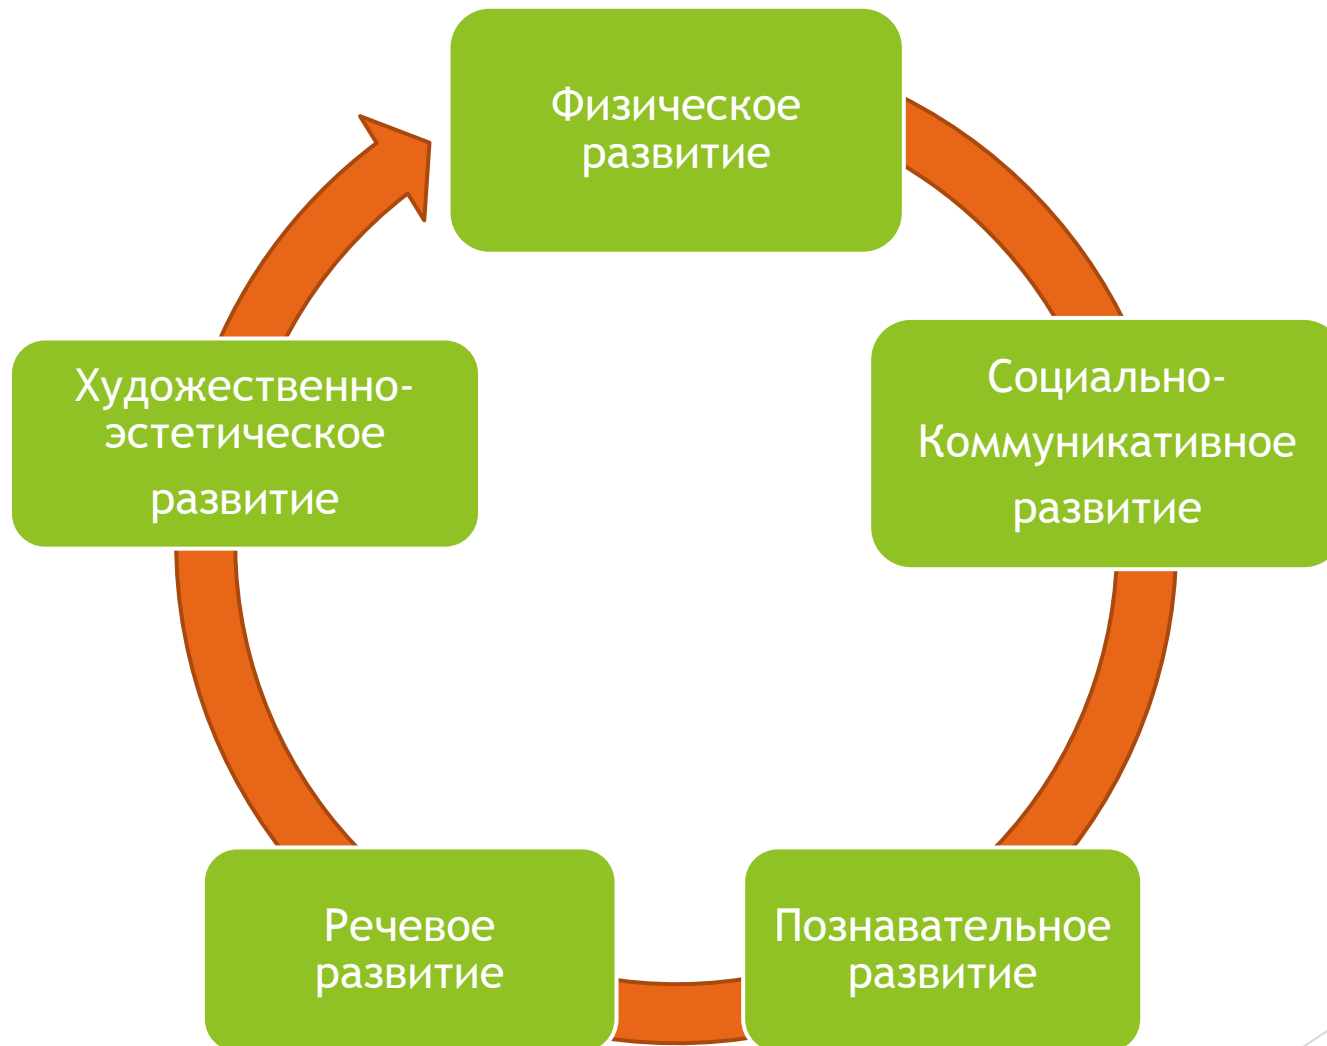 Физическое
развитие
Социально-
Коммуникативное
развитие
Познавательное
развитие
Речевое
развитие
Художественно-
эстетическое
развитие